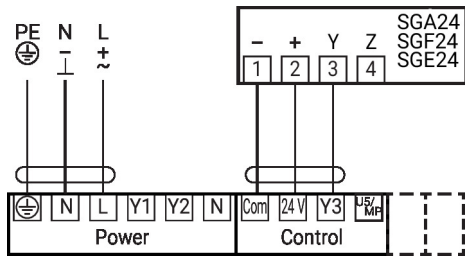 PE N L
− +
⊥ ~
SGA24
SGF24
SGE24
− + Y Z
1 2 3 4
N L Y1 Y2 N Com 24 V Y3 U5/MP
Power Control